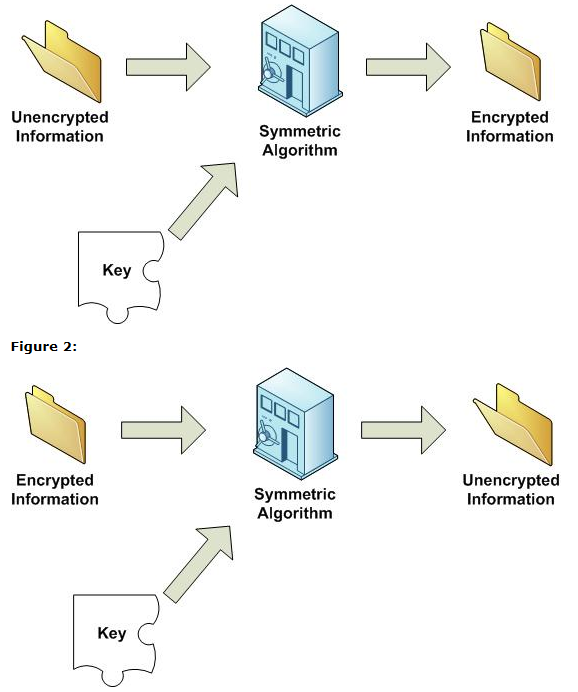 Unencrypted
Information
Symmetric
Algorithm
Encrypted
Information
Key
Figure 2:
Encrypted
Information
Symmetric
Algorithm
Unencrypted
Information
Key